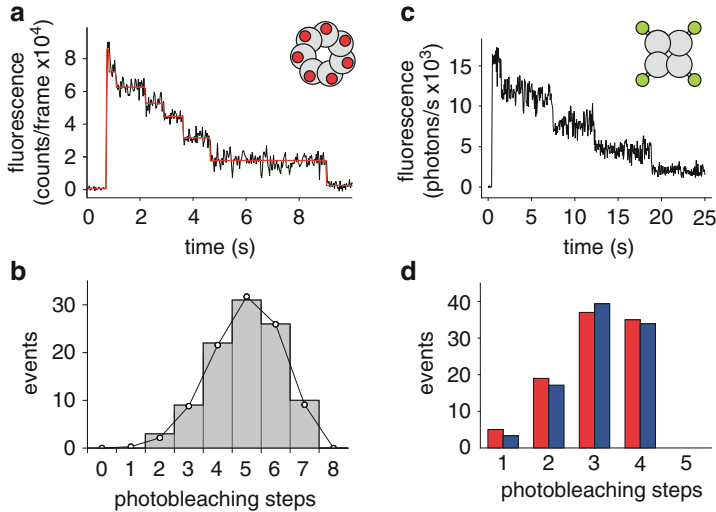 a
fluorescence
(counts/frame x10⁴)
8
6
4
2
0
0 2 4 6 8
time (s)
c
fluorescence
(photons/s x10³)
15
10
5
0
0 5 10 15 20 25
time (s)
b
events
30
20
10
0
0 1 2 3 4 5 6 7 8
photobleaching steps
d
events
40
30
20
10
0
1 2 3 4 5
photobleaching steps